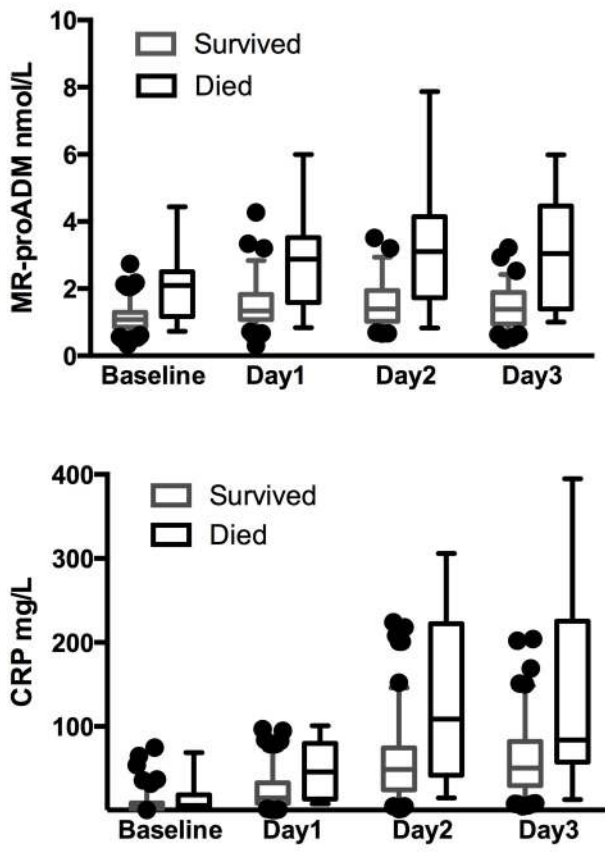 10
Survived
8
Died
6
4
2
0
MR-proADM nmol/L
Baseline Day1 Day2 Day3
400
Survived
Died
300
200
100
CRP mg/L
Baseline Day1 Day2 Day3